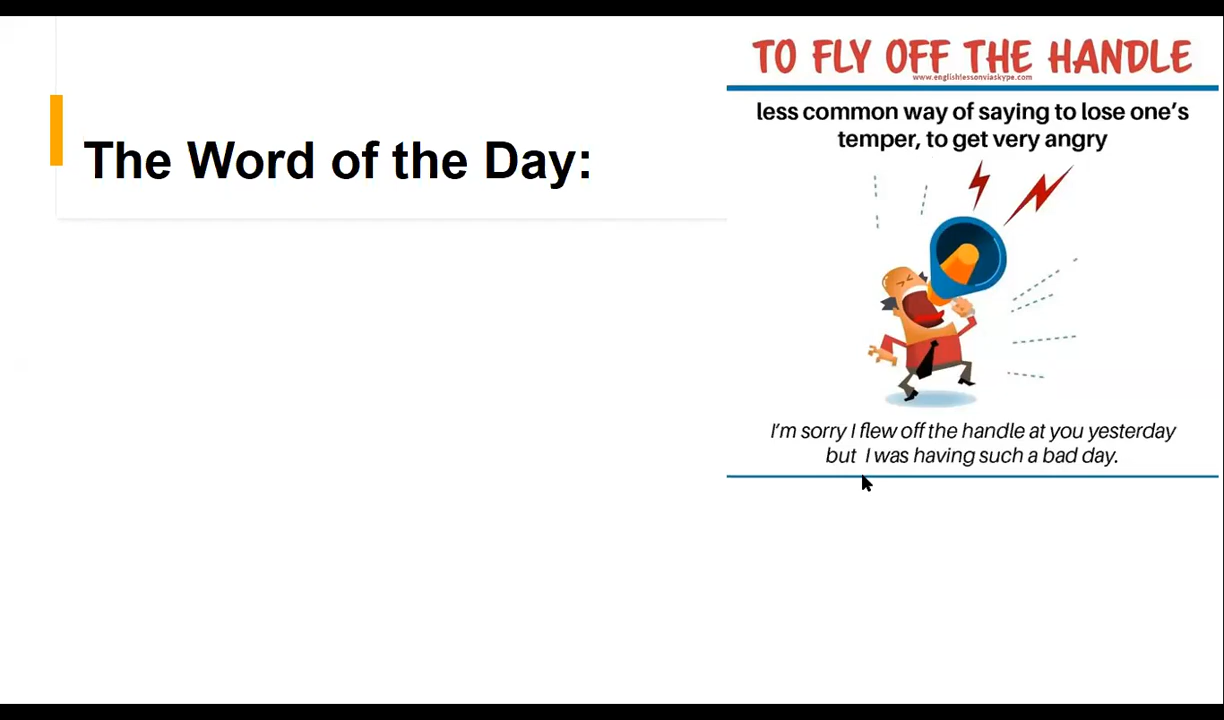 The Word of the Day:
TO FLY OFF THE HANDLE
www.englishlessonviaskype.com
less common way of saying to lose one's
temper, to get very angry
I'm sorry I flew off the handle at you yesterday
but I was having such a bad day.